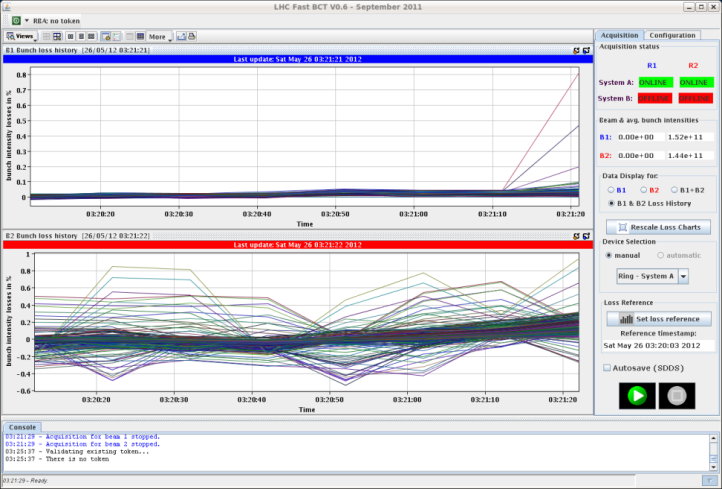 LHC Fast BCT V0.6 - September 2011
RBA: no token
Views
More
B1 Bunch loss history [26/05/12 03:21:21]
Last update: Sat May 26 03:21:21 2012
bunch intensity losses in %
0.8
0.7
0.6
0.5
0.4
0.3
0.2
0.1
0
03:20:20 03:20:30 03:20:40 03:20:50 03:21:00 03:21:10 03:21:20
Time
B2 Bunch loss history [26/05/12 03:21:22]
Last update: Sat May 26 03:21:22 2012
bunch intensity losses in %
1
0.8
0.6
0.4
0.2
0
-0.2
-0.4
-0.6
03:20:20 03:20:30 03:20:40 03:20:50 03:21:00 03:21:10 03:21:20
Time
Acquisition Configuration
Acquisition status
R1 R2
System A: ONLINE ONLINE
System B: OFFLINE OFFLINE
Beam & avg. bunch intensities
B1: 0.00e+00 1.52e+11
B2: 0.00e+00 1.44e+11
Data Display for:
B1 B2 B1+B2
B1 & B2 Loss History
Rescale Loss Charts
Device Selection
manual automatic
Ring - System A
Loss Reference
Set loss reference
Reference timestamp:
Sat May 26 03:20:03 2012
Autosave (SDDS)
Console
03:21:29 - Acquisition for beam 1 stopped.
03:21:29 - Acquisition for beam 2 stopped.
03:25:37 - Validating existing token...
03:25:37 - There is no token
03:21:29 - Ready.